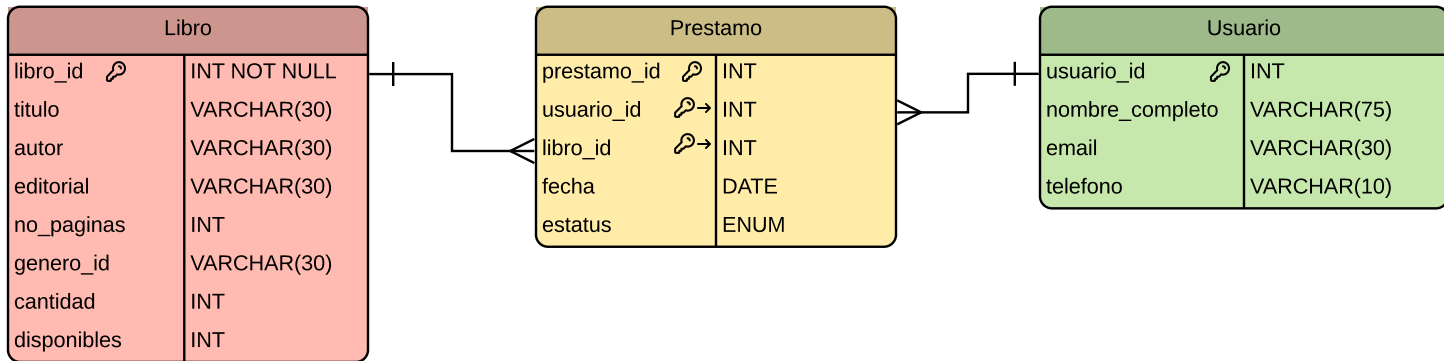 Libro
libro_id INT NOT NULL
titulo VARCHAR(30)
autor VARCHAR(30)
editorial VARCHAR(30)
no_paginas INT
genero_id VARCHAR(30)
cantidad INT
disponibles INT
Prestamo
prestamo_id INT
usuario_id INT
libro_id INT
fecha DATE
estatus ENUM
Usuario
usuario_id INT
nombre_completo VARCHAR(75)
email VARCHAR(30)
telefono VARCHAR(10)